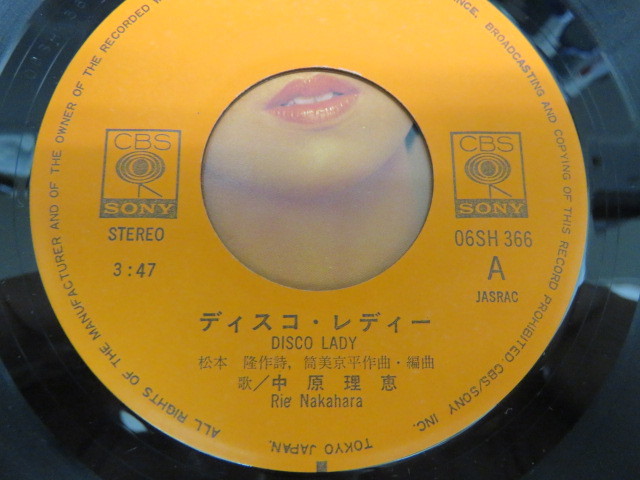 CBS
SONY
CBS
SONY
STEREO
06SH 366
3:47
A
JASRAC
ディスコ・レディー
DISCO LADY
松本 隆作詩, 筒美京平作曲・編曲
歌/中原理恵
Rie Nakahara
ALL RIGHTS OF THE MANUFACTURER AND OF THE OWNER OF THE RECORDED
BROADCASTING AND COPYING OF THIS RECORD PROHIBITED CBS/SONY INC.
TOKYO JAPAN.